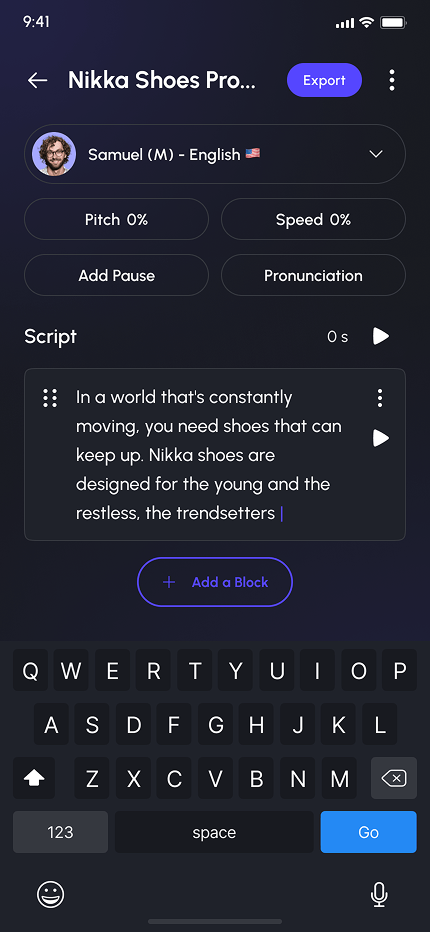 9:41
Nikka Shoes Pro...
Export
Samuel (M) - English 🇺🇸
Pitch 0%
Speed 0%
Add Pause
Pronunciation
Script
0 s
In a world that's constantly
moving, you need shoes that can
keep up. Nikka shoes are
designed for the young and the
restless, the trendsetters
+ Add a Block
Q W E R T Y U I O P
A S D F G H J K L
Z X C V B N M
123 space Go